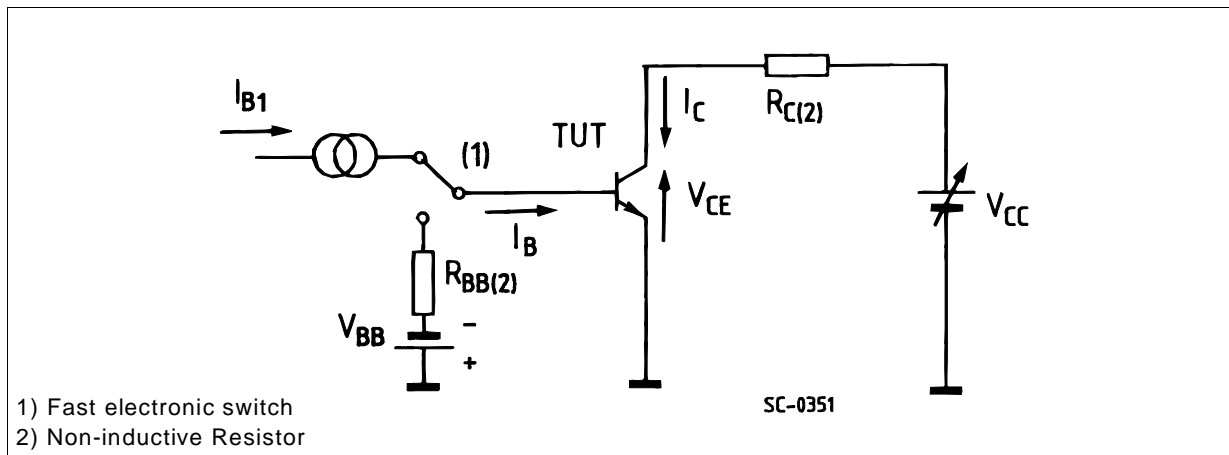 I_B1
(1)
TUT
I_C
R_C(2)
V_CE
V_CC
I_B
R_BB(2)
V_BB
-
+
SC-0351
1) Fast electronic switch
2) Non-inductive Resistor